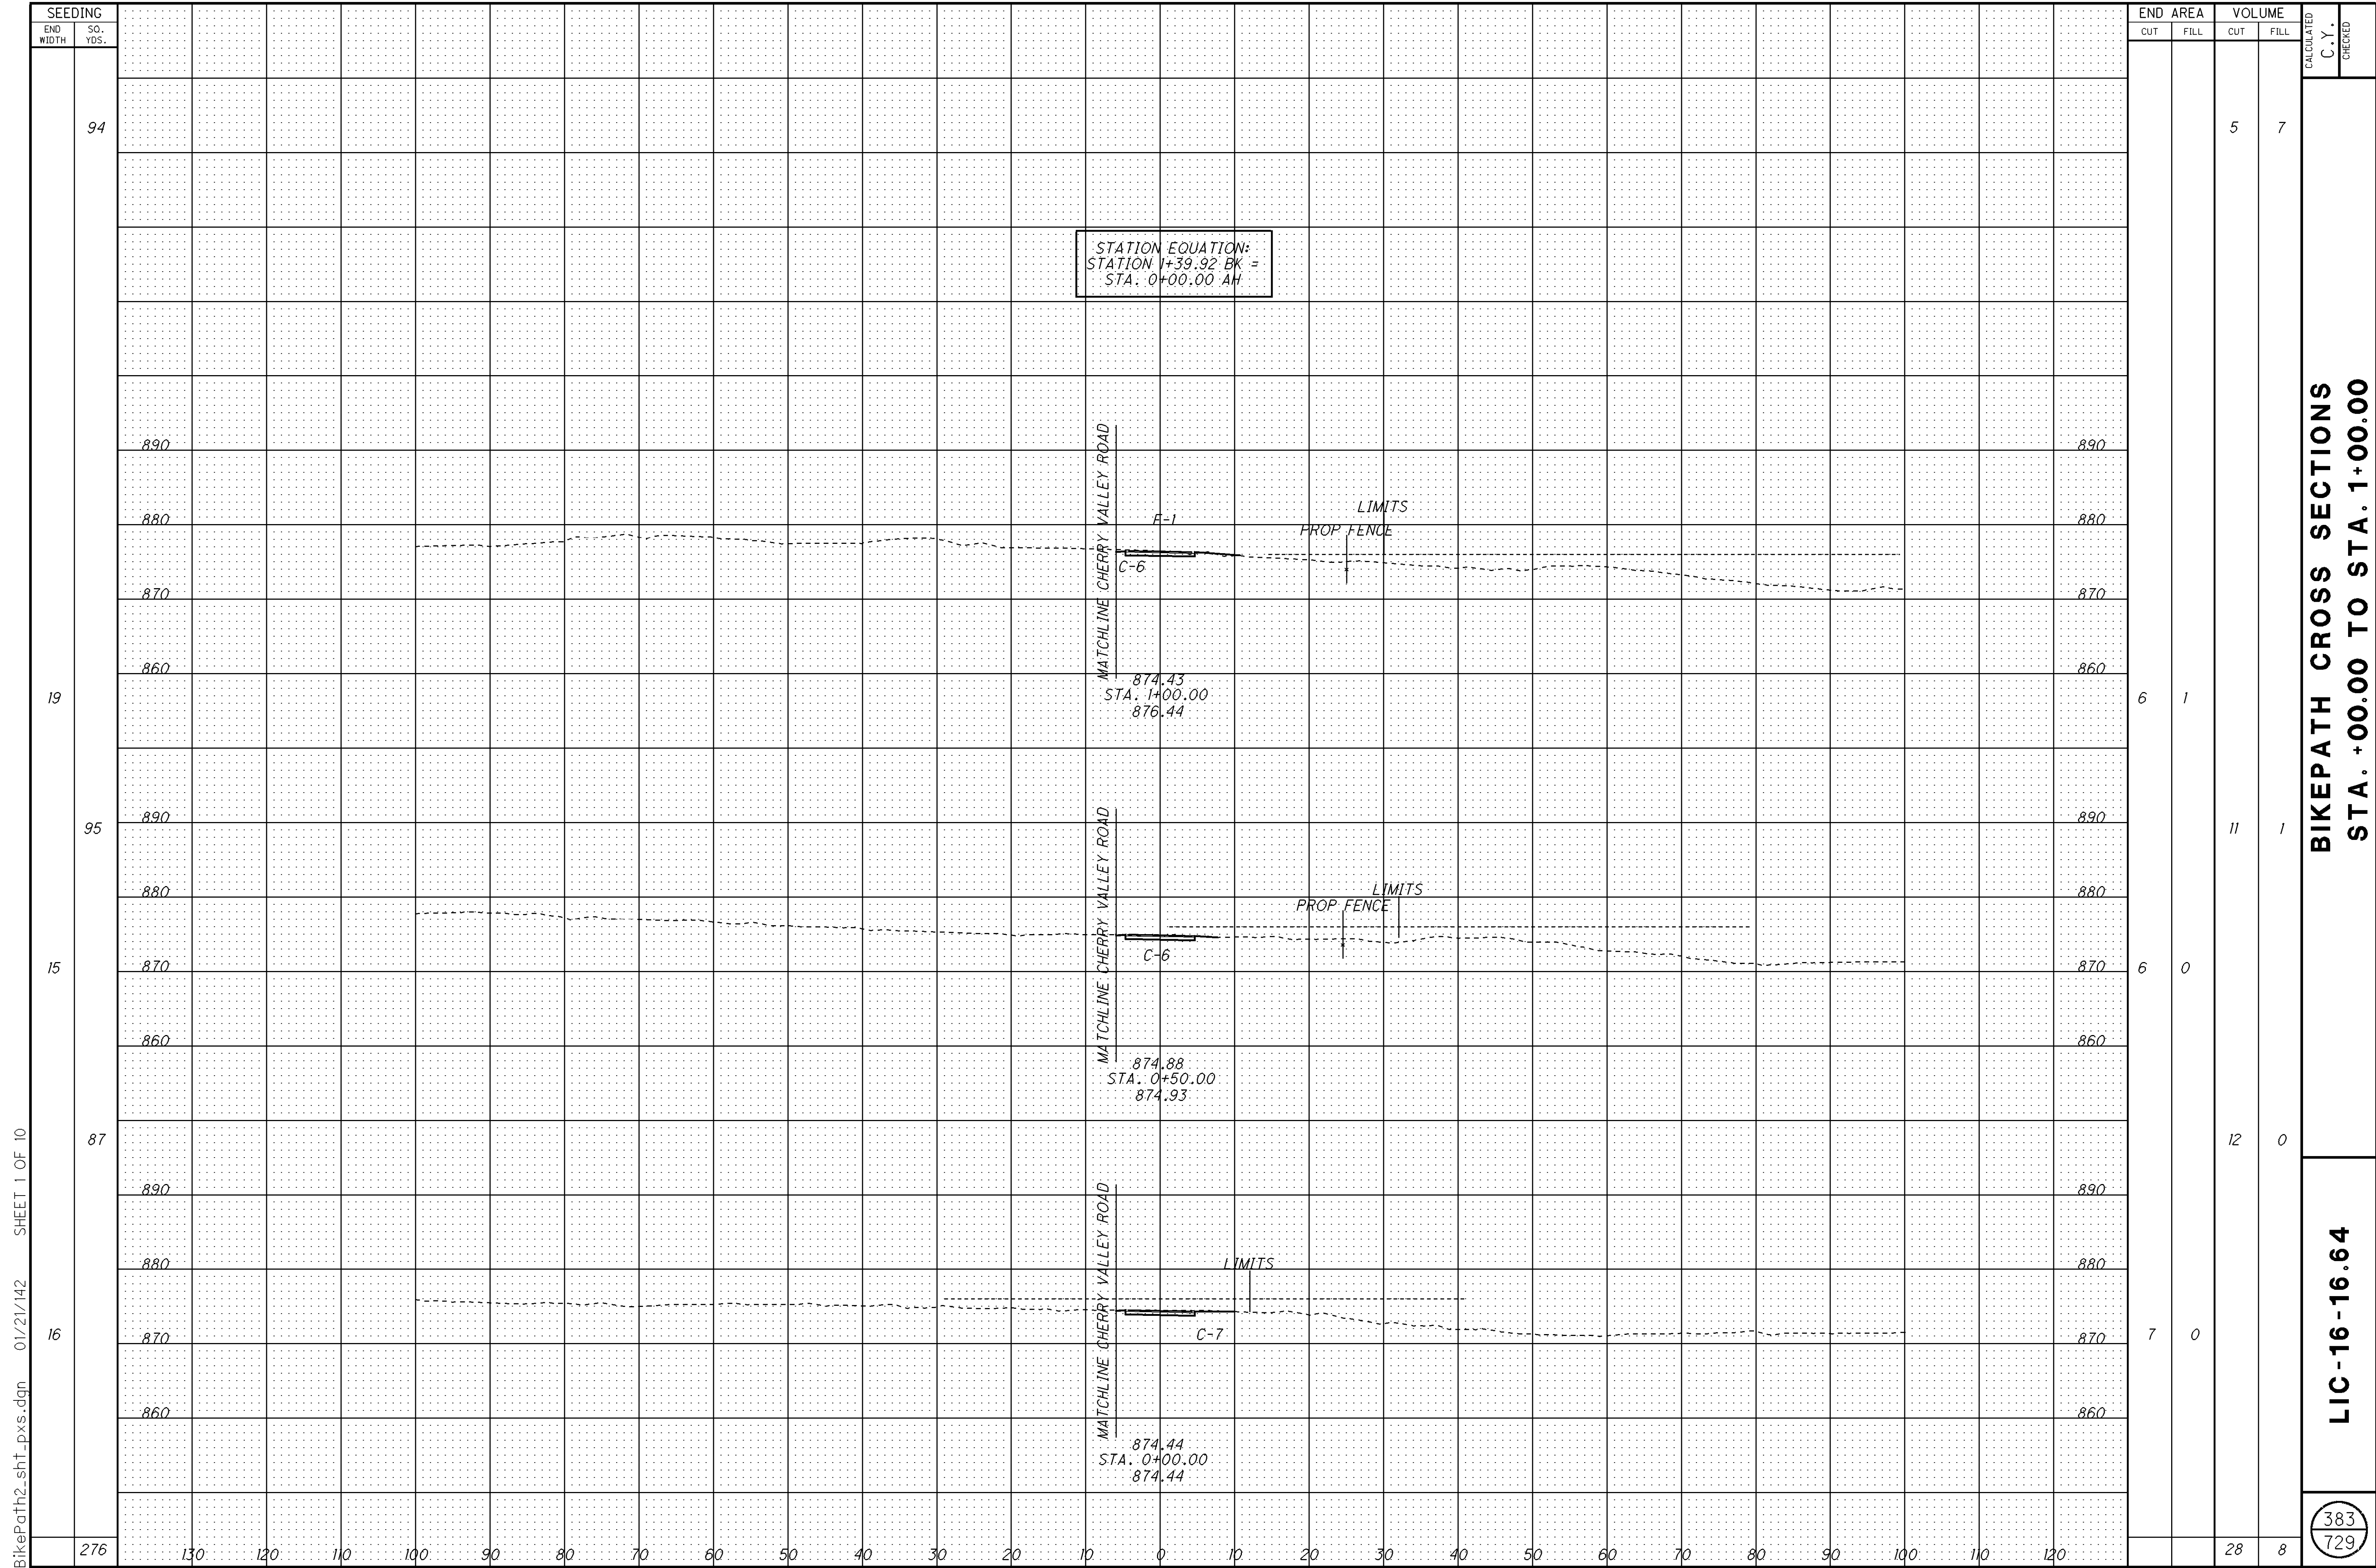 SEEDING
END WIDTH
SQ. YDS.
END AREA
VOLUME
CUT
FILL
CUT
FILL
CALCULATED
C.Y.
CHECKED
94
5
7
STATION EQUATION:
STATION 1+39.92 BK =
STA. 0+00.00 AH
MATCHLINE CHERRY VALLEY ROAD
890
890
LIMITS
880
F-1
880
PROP FENCE
C-6
870
870
860
860
874.43
STA. 1+00.00
876.44
19
6
1
MATCHLINE CHERRY VALLEY ROAD
890
890
95
11
1
880
LIMITS
880
PROP FENCE
C-6
15
870
870
6
0
860
860
874.88
STA. 0+50.00
874.93
87
12
0
MATCHLINE CHERRY VALLEY ROAD
890
890
880
LIMITS
880
16
870
C-7
870
7
0
860
860
874.44
STA. 0+00.00
874.44
276
130 120 110 100 90 80 70 60 50 40 30 20 10 0 10 20 30 40 50 60 70 80 90 100 110 120
28
8
BIKEPATH CROSS SECTIONS
STA. +00.00 TO STA. 1+00.00
LIC-16-16.64
383
729
BikePath2_sht_pxs.dgn 01/21/142 SHEET 1 OF 10